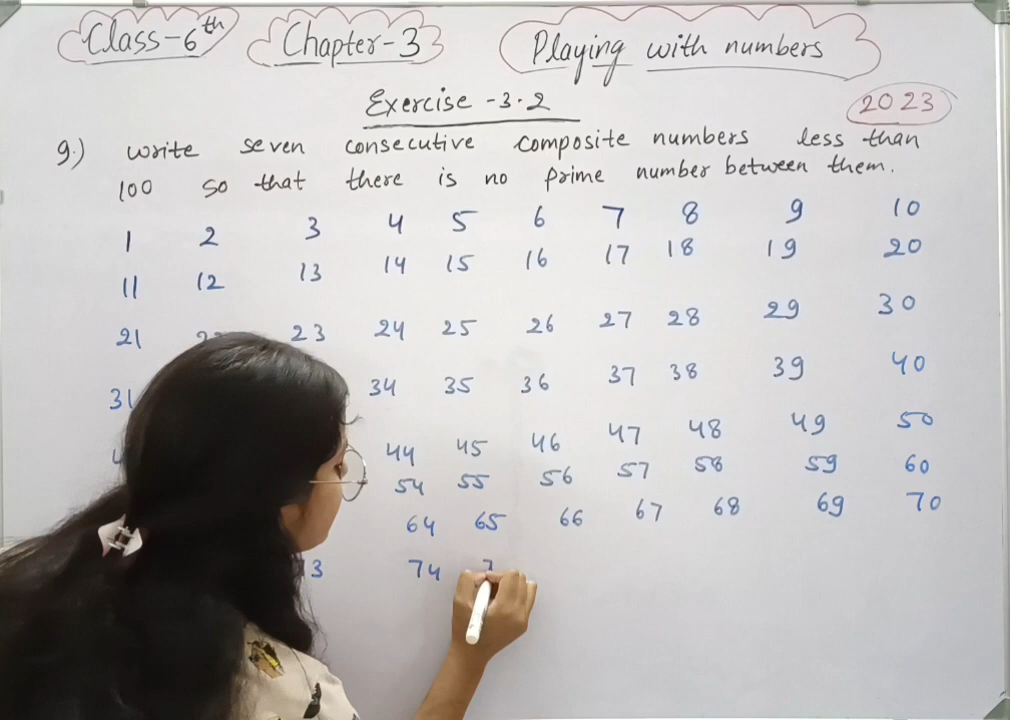 Class-6th Chapter-3 Playing with numbers
Exercise - 3.2
2023
9.) write seven consecutive composite numbers less than
100 so that there is no prime number between them.
1 2 3 4 5 6 7 8 9 10
11 12 13 14 15 16 17 18 19 20
21 23 24 25 26 27 28 29 30
31 34 35 36 37 38 39 40
44 45 46 47 48 49 50
54 55 56 57 58 59 60
64 65 66 67 68 69 70
74